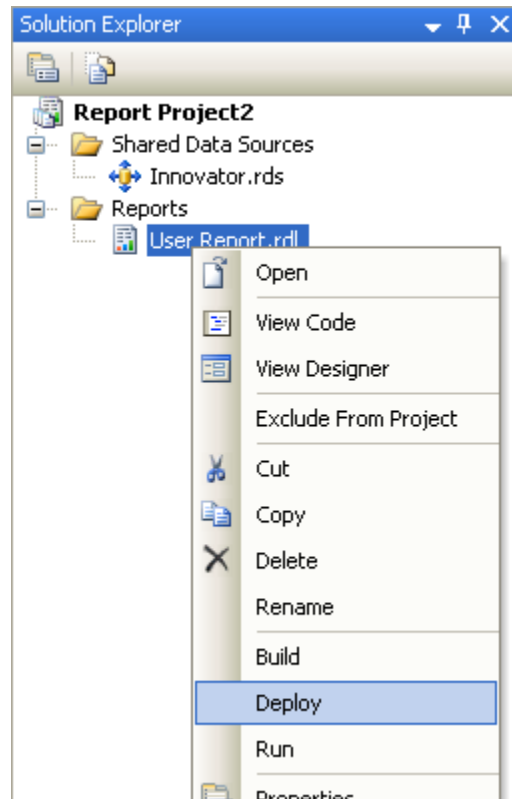 Solution Explorer
Report Project2
Shared Data Sources
Innovator.rds
Reports
User Report.rdl
Open
View Code
View Designer
Exclude From Project
Cut
Copy
Delete
Rename
Build
Deploy
Run
Properties